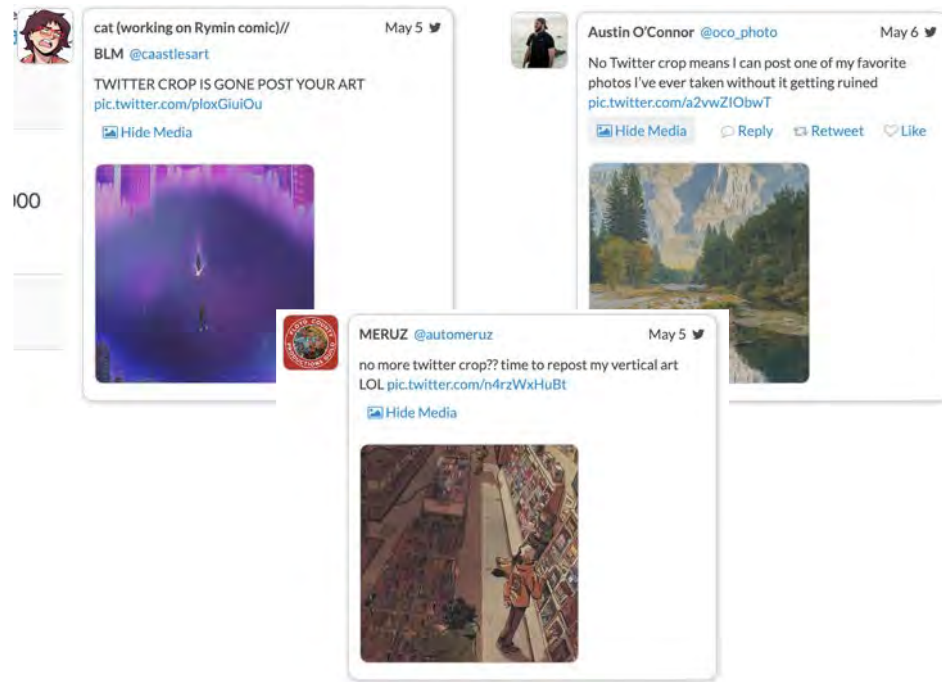 cat (working on Rymin comic)// May 5
BLM @caastlesart
TWITTER CROP IS GONE POST YOUR ART
pic.twitter.com/ploxGiuiOu
Hide Media
00
Austin O'Connor @oco_photo May 6
No Twitter crop means I can post one of my favorite
photos I've ever taken without it getting ruined
pic.twitter.com/a2vwZIObwT
Hide Media Reply Retweet Like
FLOYD COUNTY
PRODUCTIONS GUILD
MERUZ @automeruz May 5
no more twitter crop?? time to repost my vertical art
LOL pic.twitter.com/n4rzWxHuBt
Hide Media